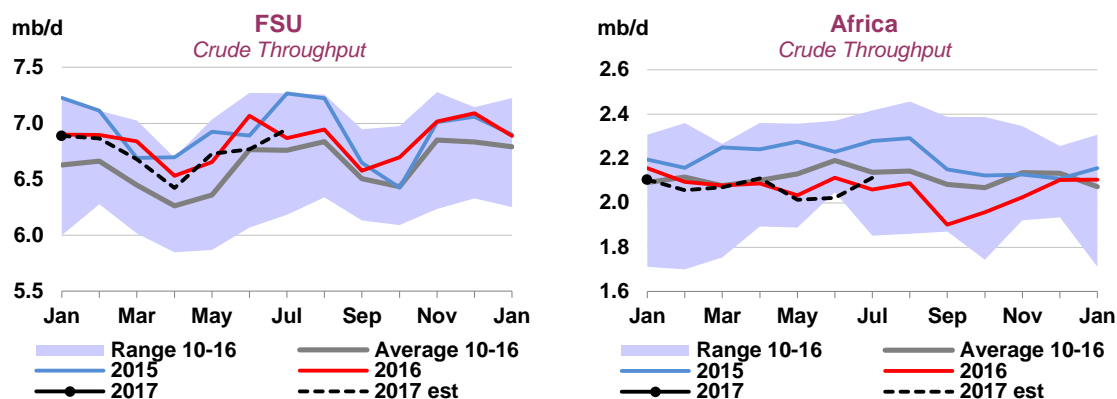 mb/d
FSU
Crude Throughput
7.5
7.0
6.5
6.0
5.5
Jan Mar May Jul Sep Nov Jan
Range 10-16 Average 10-16
2015 2016
2017 2017 est
mb/d
Africa
Crude Throughput
2.6
2.4
2.2
2.0
1.8
1.6
Jan Mar May Jul Sep Nov Jan
Range 10-16 Average 10-16
2015 2016
2017 2017 est